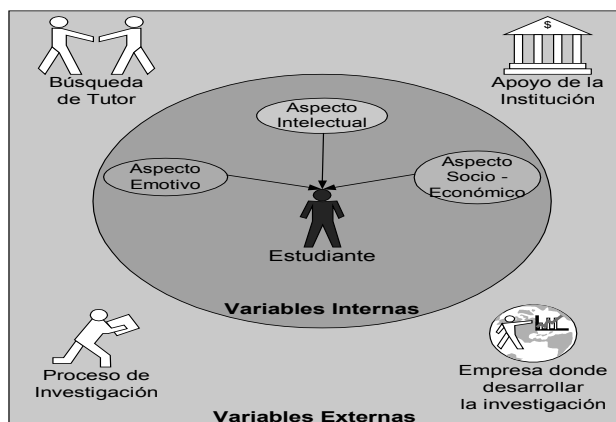 Búsqueda
de Tutor
$
Apoyo de la
Institución
Aspecto
Intelectual
Aspecto
Emotivo
Aspecto
Socio -
Económico
Estudiante
Variables Internas
Proceso de
Investigación
Empresa donde
desarrollar
la investigación
Variables Externas